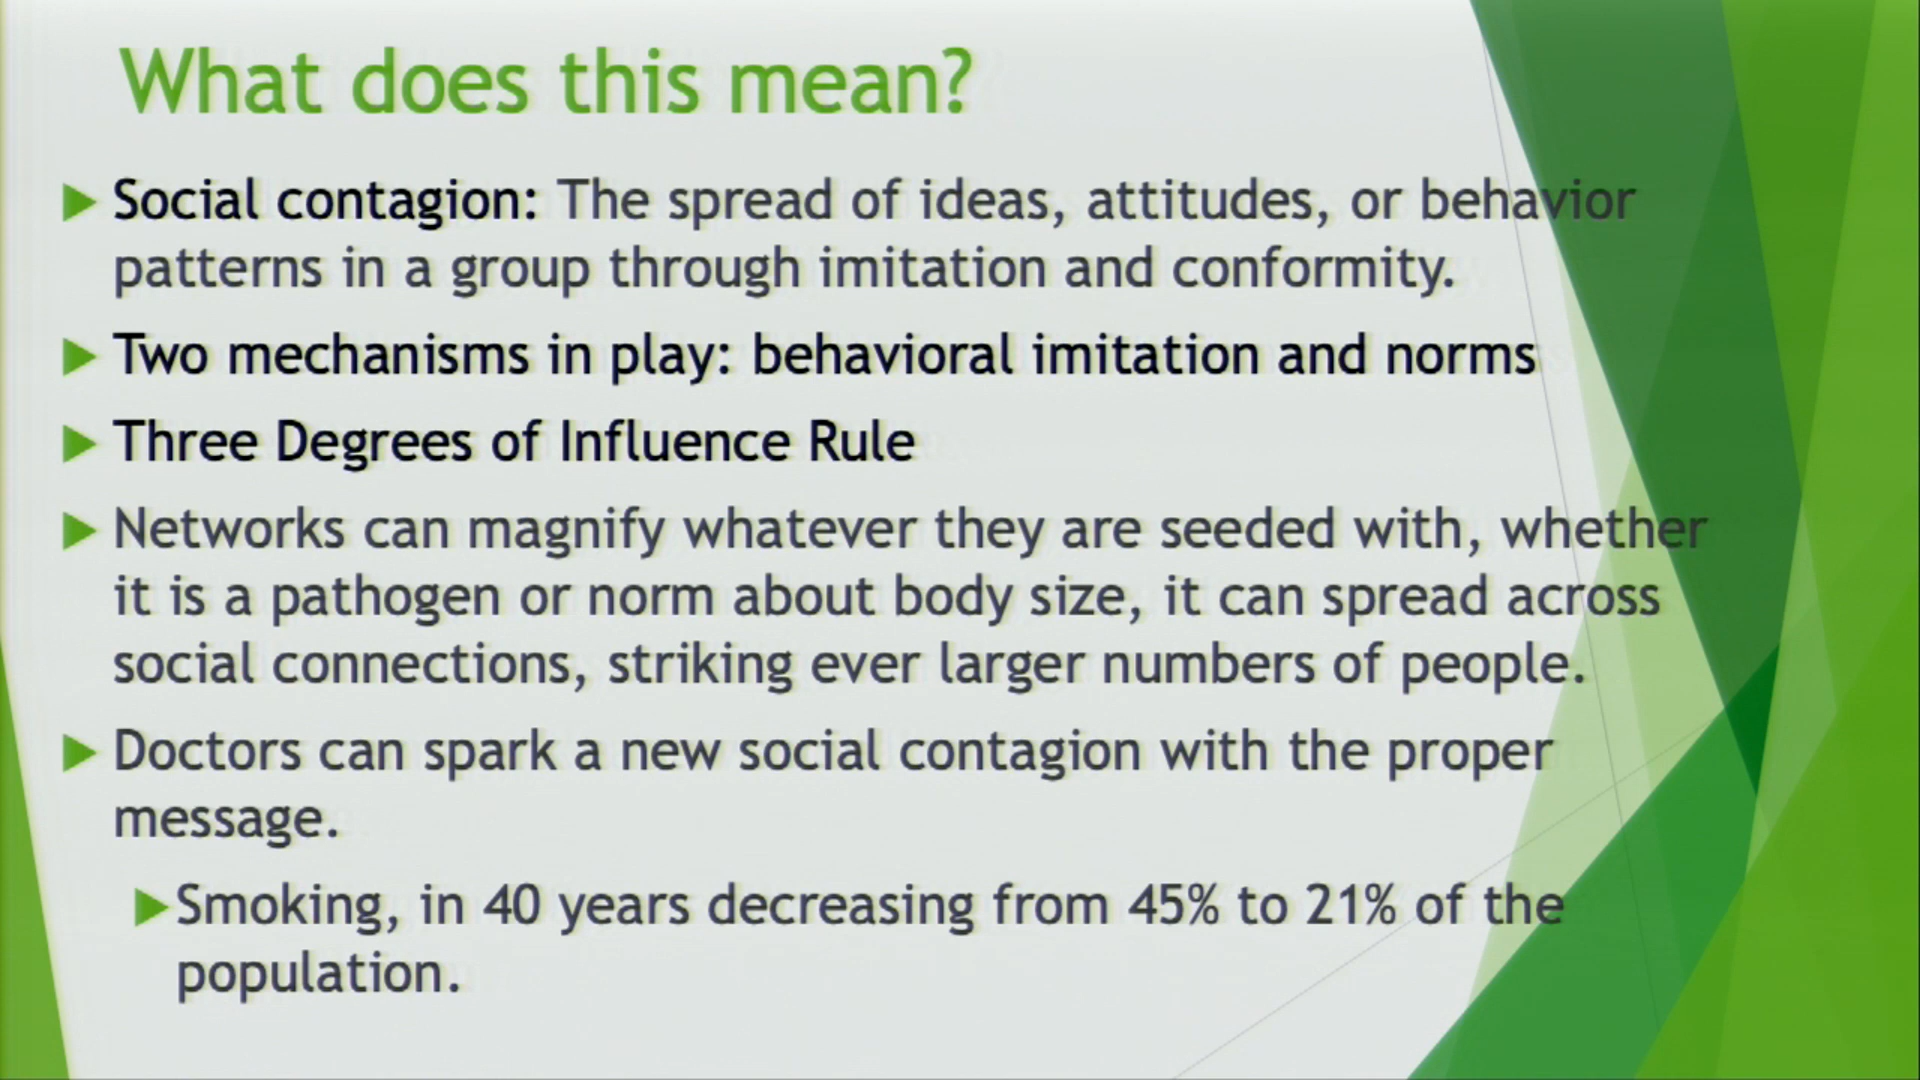 What does this mean?
Social contagion: The spread of ideas, attitudes, or behavior
patterns in a group through imitation and conformity.
Two mechanisms in play: behavioral imitation and norms
Three Degrees of Influence Rule
Networks can magnify whatever they are seeded with, whether
it is a pathogen or norm about body size, it can spread across
social connections, striking ever larger numbers of people.
Doctors can spark a new social contagion with the proper
message.
Smoking, in 40 years decreasing from 45% to 21% of the
population.